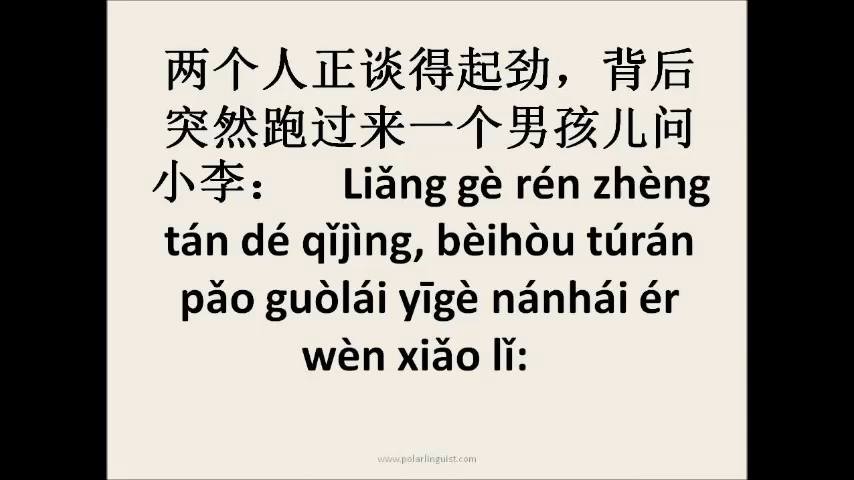 两个人正谈得起劲，背后
突然跑过来一个男孩儿问
小李： Liǎng gè rén zhèng
tán dé qǐjìng, bèihòu túrán
pǎo guòlái yīgè nánhái ér
wèn xiǎo lǐ:
www.polarlinguist.com